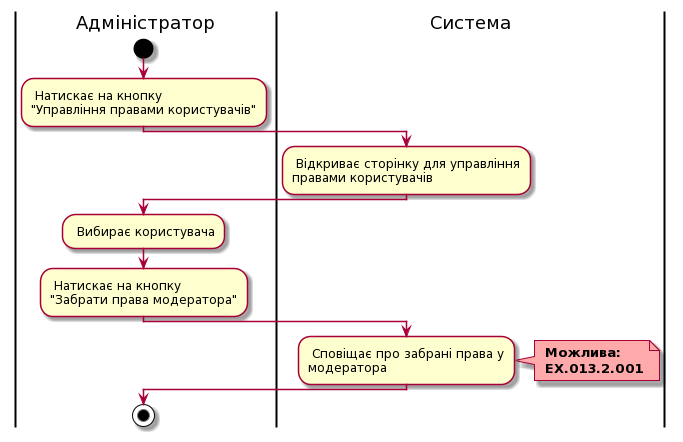 Адміністратор
Система
Натискає на кнопку
"Управління правами користувачів"
Відкриває сторінку для управління
правами користувачів
Вибирає користувача
Натискає на кнопку
"Забрати права модератора"
Сповіщає про забрані права у
модератора
Можлива:
EX.013.2.001